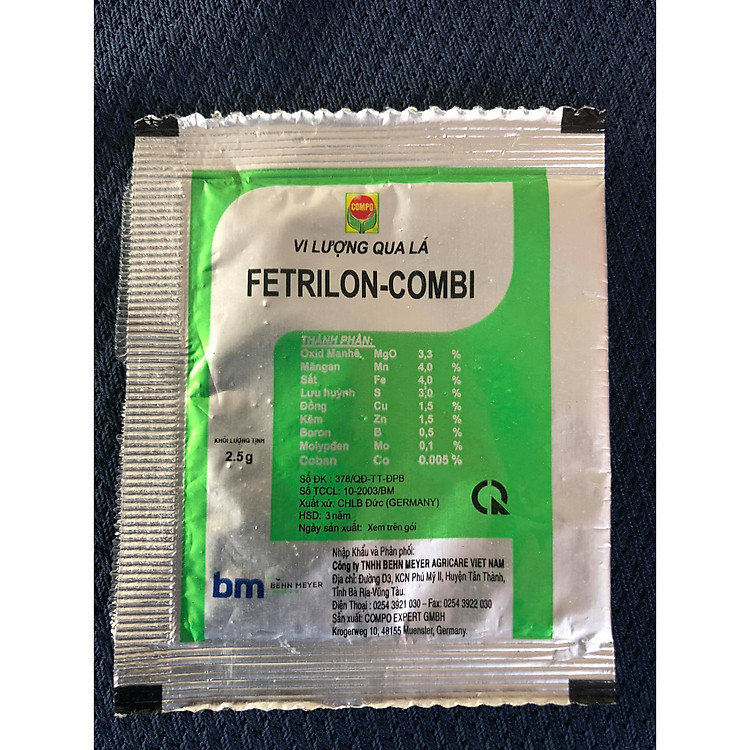 COMPO
VI LƯỢNG QUA LÁ
FETRILON-COMBI
THÀNH PHẦN:
Oxid Manhê MgO 3,3 %
Măngan Mn 4,0 %
Sắt Fe 4,0 %
Lưu huỳnh S 3,0 %
Đồng Cu 1,5 %
Kẽm Zn 1,5 %
Boron B 0,5 %
Molypden Mo 0,1 %
Coban Co 0.005 %
KHỐI LƯỢNG TỊNH
2.5g
Số ĐK : 378/QĐ-TT-ĐPB
Số TCCL: 10-2003/BM
Xuất xứ: CHLB Đức (GERMANY)
HSD: 3 năm
Ngày sản xuất: Xem trên gói
bm BEHN MEYER
Nhập Khẩu và Phân phối:
Công ty TNHH BEHN MEYER AGRICARE VIET NAM
Địa chỉ: Đường D3, KCN Phú Mỹ II, Huyện Tân Thành,
Tỉnh Bà Rịa-Vũng Tàu.
Điện Thoại : 0254 3921 030 – Fax: 0254 3922 030
Sản xuất: COMPO EXPERT GMBH
Krogerweg 10, 48155 Muenster, Germany.